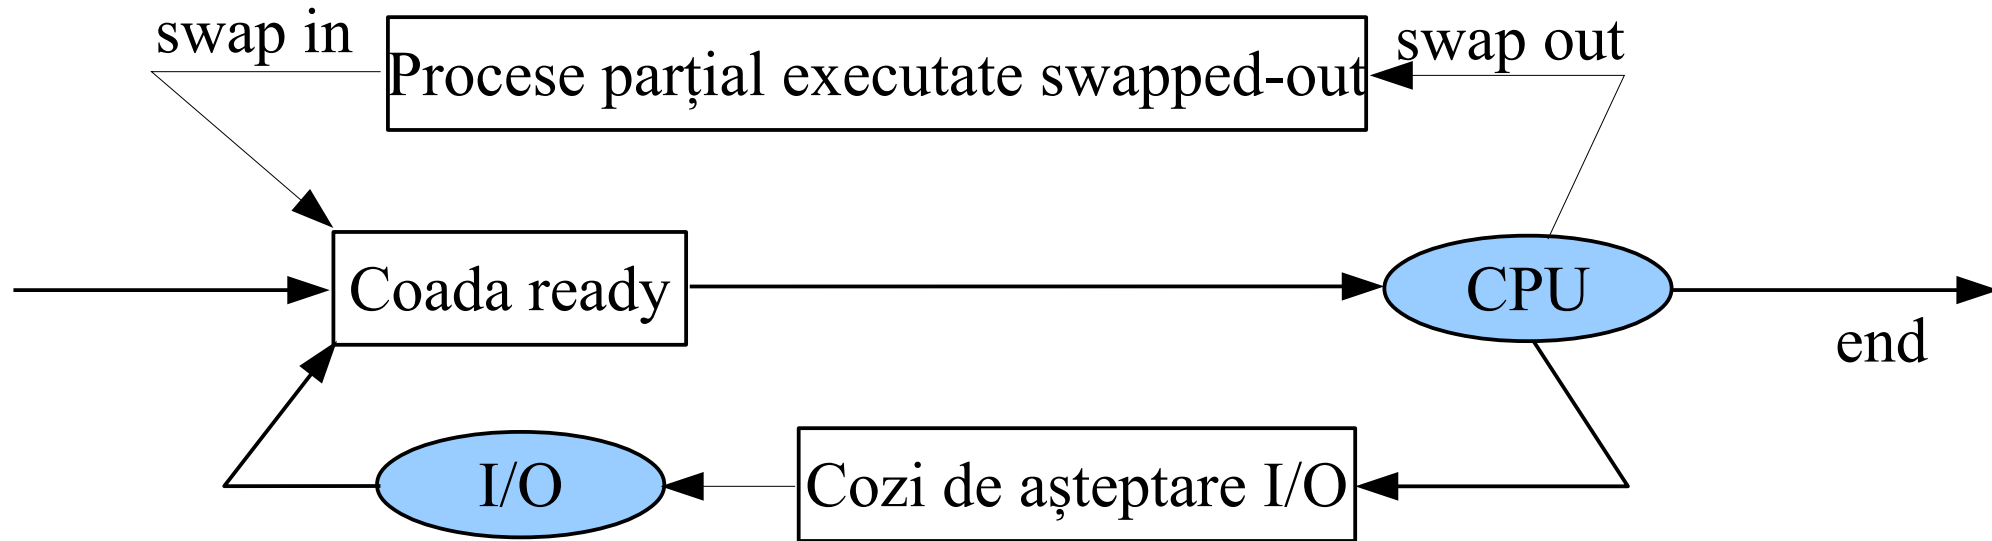 swap in
Procese parțial executate swapped-out
swap out
Coada ready
CPU
end
I/O
Cozi de așteptare I/O